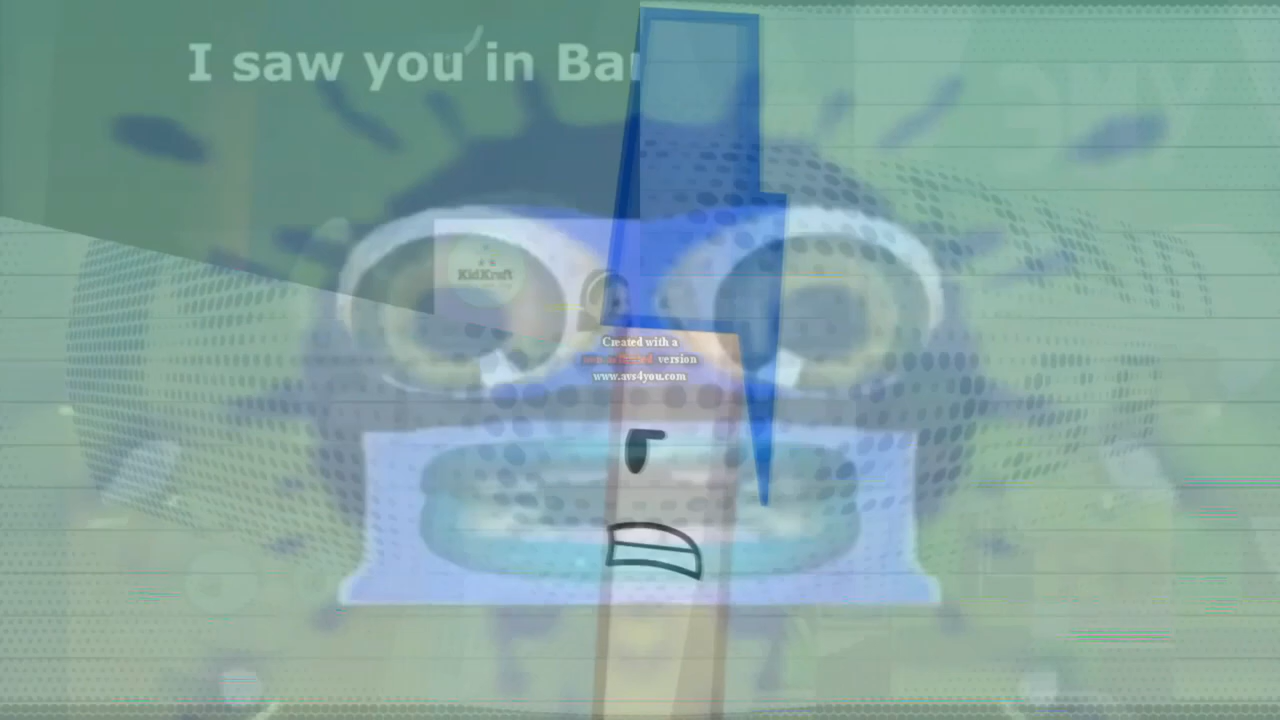 I saw you in Ba
KidKraft
Created with a
version
www.avs4you.com